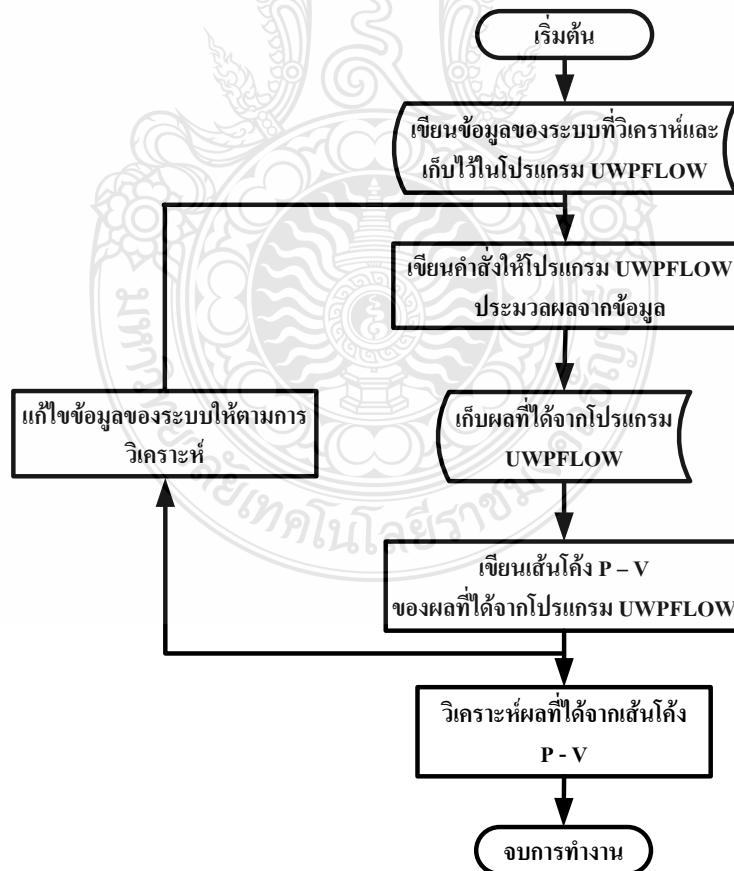 เริ่มต้น
เขียนข้อมูลของระบบที่วิเคราห์และ
เก็บไว้ในโปรแกรม UWPFLOW
เขียนคำสั่งให้โปรแกรม UWPFLOW
ประมวลผลจากข้อมูล
แก้ไขข้อมูลของระบบให้ตามการ
วิเคราะห์
เก็บผลที่ได้จากโปรแกรม
UWPFLOW
เขียนเส้นโค้ง P – V
ของผลที่ได้จากโปรแกรม UWPFLOW
วิเคราะห์ผลที่ได้จากเส้นโค้ง
P - V
จบการทำงาน